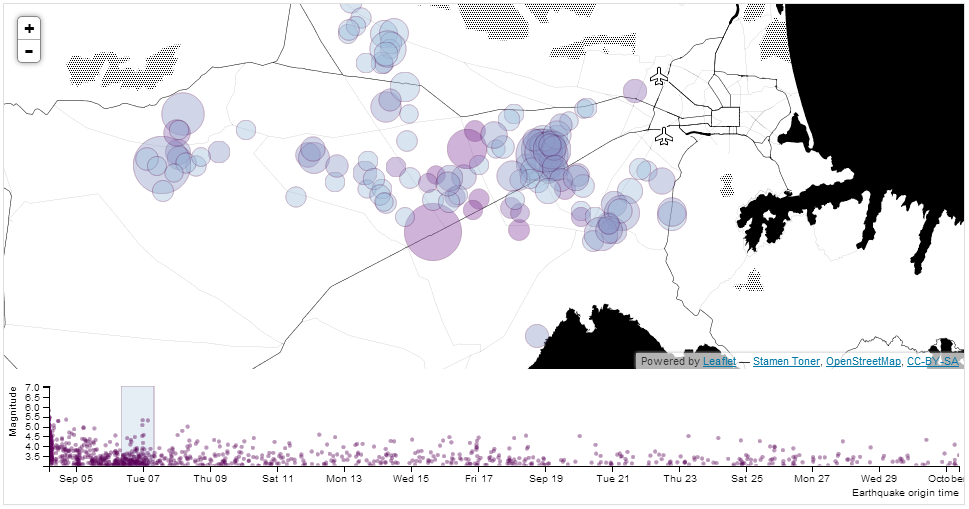 +
-
Powered by Leaflet — Stamen Toner, OpenStreetMap, CC-BY-SA
Magnitude
7.0
6.5
6.0
5.5
5.0
4.5
4.0
3.5
Sep 05 Tue 07 Thu 09 Sat 11 Mon 13 Wed 15 Fri 17 Sep 19 Tue 21 Thu 23 Sat 25 Mon 27 Wed 29 Octobe
Earthquake origin time